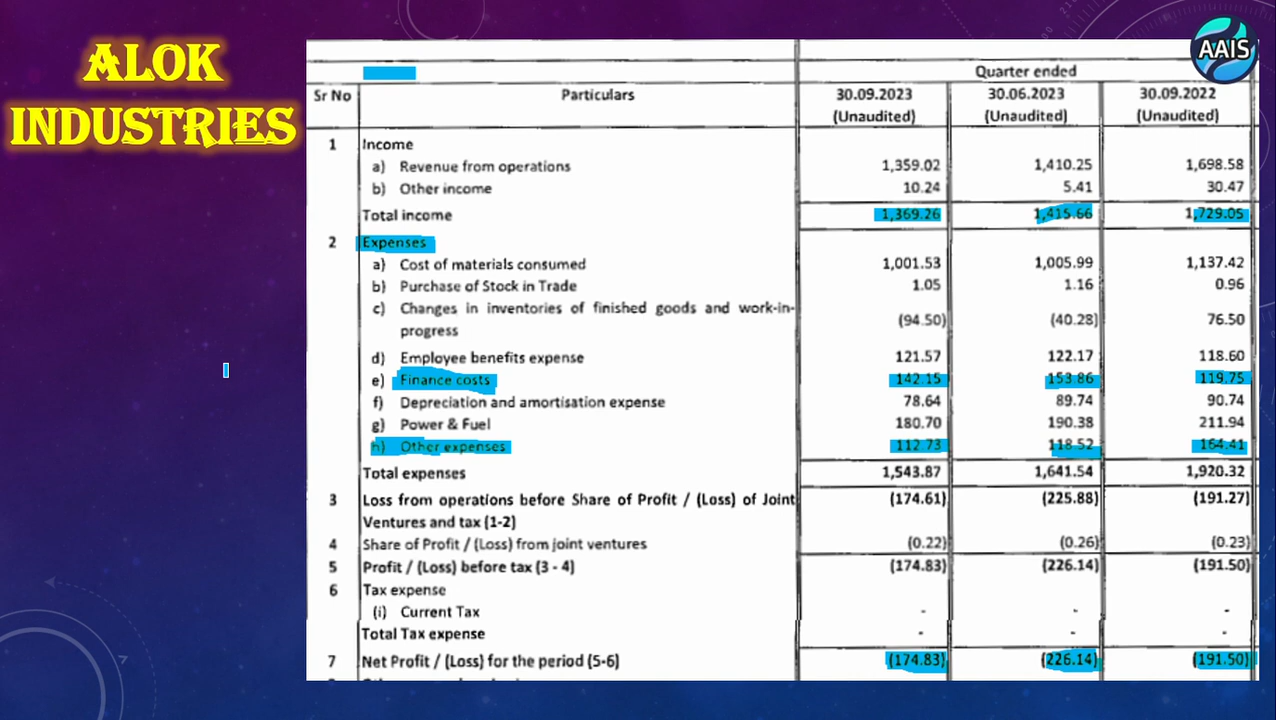 ALOK
INDUSTRIES
AAIS
Quarter ended
Sr No Particulars 30.09.2023 30.06.2023 30.09.2022
(Unaudited) (Unaudited) (Unaudited)
1 Income
a) Revenue from operations 1,359.02 1,410.25 1,698.58
b) Other income 10.24 5.41 30.47
Total income 1,369.26 1,415.66 1,729.05
2 Expenses
a) Cost of materials consumed 1,001.53 1,005.99 1,137.42
b) Purchase of Stock in Trade 1.05 1.16 0.96
c) Changes in inventories of finished goods and work-in-
progress (94.50) (40.28) 76.50
d) Employee benefits expense 121.57 122.17 118.60
e) Finance costs 142.15 153.86 119.75
f) Depreciation and amortisation expense 78.64 89.74 90.74
g) Power & Fuel 180.70 190.38 211.94
h) Other expenses 112.73 118.52 164.41
Total expenses 1,543.87 1,641.54 1,920.32
3 Loss from operations before Share of Profit / (Loss) of Joint (174.61) (225.88) (191.27)
Ventures and tax (1-2)
4 Share of Profit / (Loss) from joint ventures (0.22) (0.26) (0.23)
5 Profit / (Loss) before tax (3 - 4) (174.83) (226.14) (191.50)
6 Tax expense
(i) Current Tax - - -
Total Tax expense - - -
7 Net Profit / (Loss) for the period (5-6) (174.83) (226.14) (191.50)